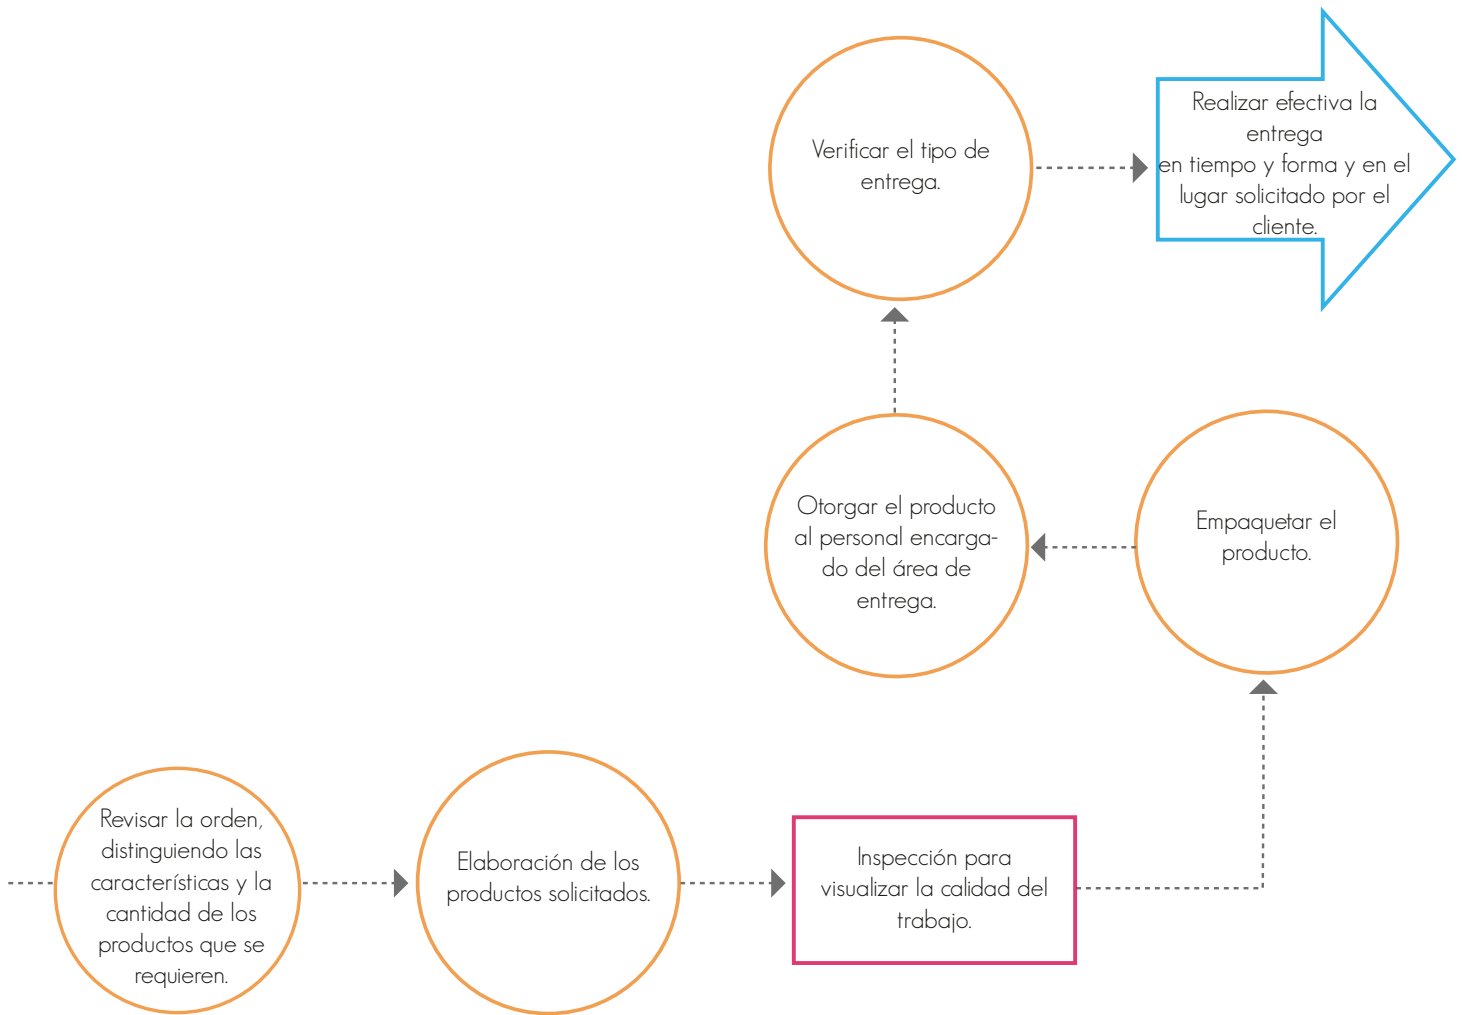 Revisar la orden,
distinguiendo las
características y la
cantidad de los
productos que se
requieren.
Elaboración de los
productos solicitados.
Inspección para
visualizar la calidad del
trabajo.
Empaquetar el
producto.
Otorgar el producto
al personal encarga-
do del área de
entrega.
Verificar el tipo de
entrega.
Realizar efectiva la
entrega
en tiempo y forma y en el
lugar solicitado por el
cliente.